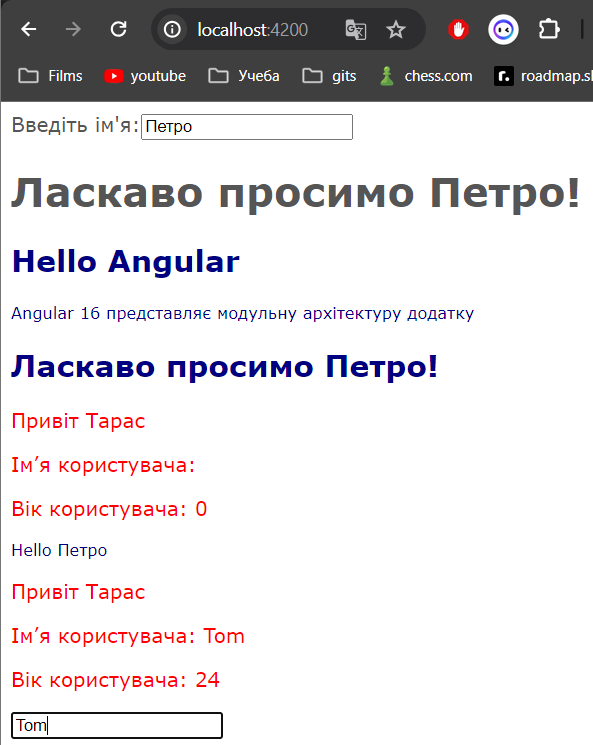 localhost:4200
Films youtube Учеба gits chess.com roadmap.sl
Введіть ім'я: Петро
Ласкаво просимо Петро!
Hello Angular
Angular 16 представляє модульну архітектуру додатку
Ласкаво просимо Петро!
Привіт Тарас
Ім’я користувача:
Вік користувача: 0
Hello Петро
Привіт Тарас
Ім’я користувача: Tom
Вік користувача: 24
Tom